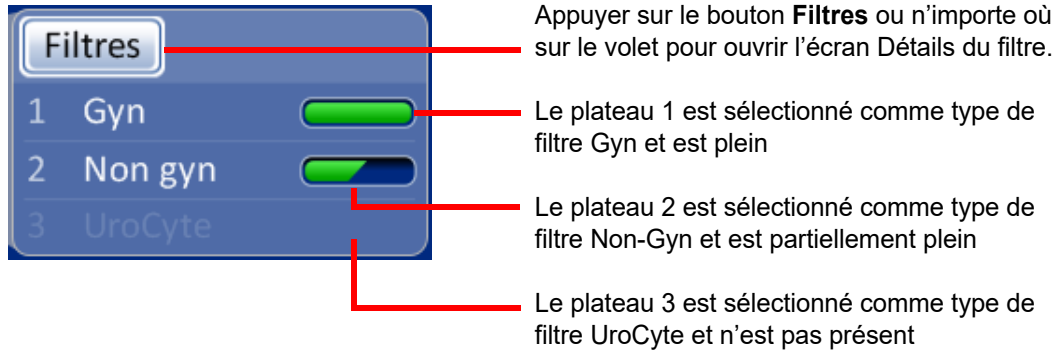 Filtres
1 Gyn
2 Non gyn
3 UroCyte
Appuyer sur le bouton Filtres ou n’importe où
sur le volet pour ouvrir l’écran Détails du filtre.
Le plateau 1 est sélectionné comme type de
filtre Gyn et est plein
Le plateau 2 est sélectionné comme type de
filtre Non-Gyn et est partiellement plein
Le plateau 3 est sélectionné comme type de
filtre UroCyte et n’est pas présent